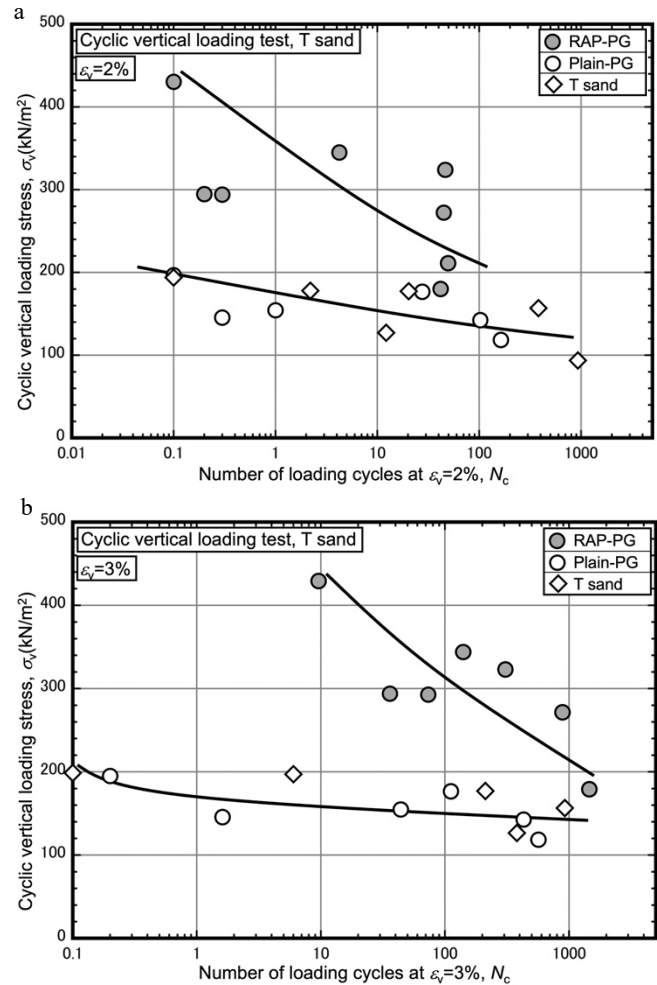 a
Cyclic vertical loading test, T sand
εv=2%
RAP-PG
Plain-PG
T sand
500
400
300
200
100
0
Cyclic vertical loading stress, σv(kN/m²)
0.01 0.1 1 10 100 1000
Number of loading cycles at εv=2%, Nc
b
Cyclic vertical loading test, T sand
εv=3%
RAP-PG
Plain-PG
T sand
500
400
300
200
100
0
Cyclic vertical loading stress, σv(kN/m²)
0.1 1 10 100 1000
Number of loading cycles at εv=3%, Nc